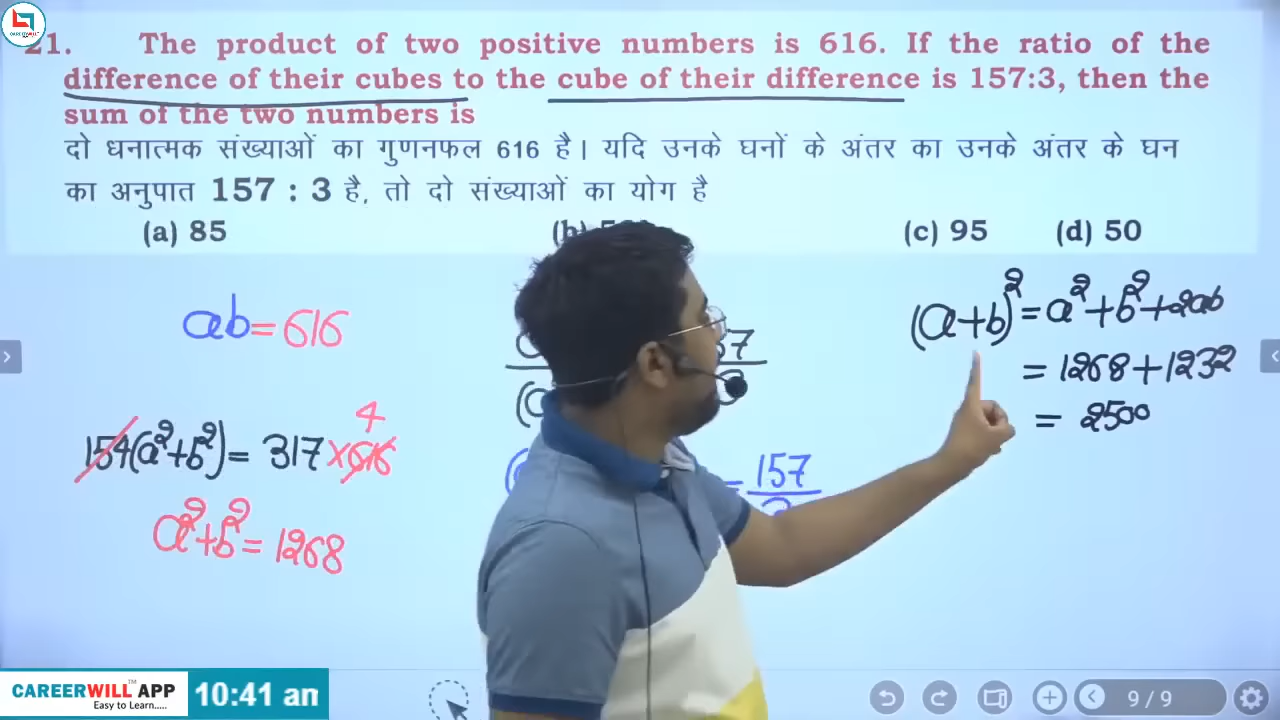 21. The product of two positive numbers is 616. If the ratio of the
difference of their cubes to the cube of their difference is 157:3, then the
sum of the two numbers is
दो धनात्मक संख्याओं का गुणनफल 616 है। यदि उनके घनों के अंतर का उनके अंतर के घन
का अनुपात 157 : 3 है, तो दो संख्याओं का योग है
(a) 85 (c) 95 (d) 50
ab = 616
154(a²+b²) = 317 × 616
4
a²+b² = 1268
= 157
(a+b)² = a²+b²+2ab
= 1268+1232
= 2500
CAREERWILL™ APP
Easy to Learn.....
10:41 am
9 / 9